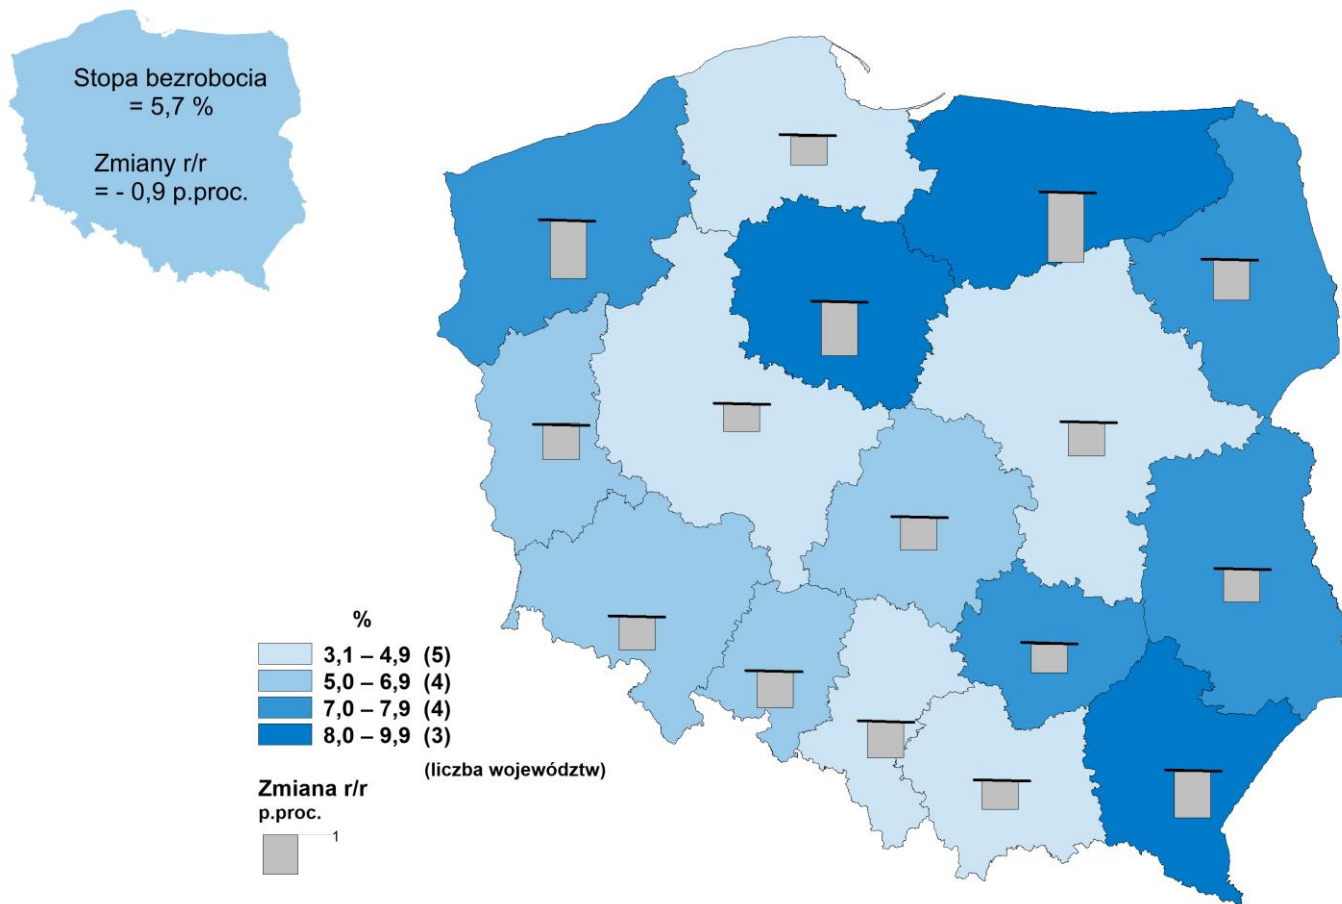 Stopa bezrobocia
= 5,7 %
Zmiany r/r
= - 0,9 p.proc.
%
3,1 – 4,9 (5)
5,0 – 6,9 (4)
7,0 – 7,9 (4)
8,0 – 9,9 (3)
(liczba województw)
Zmiana r/r
p.proc.
1